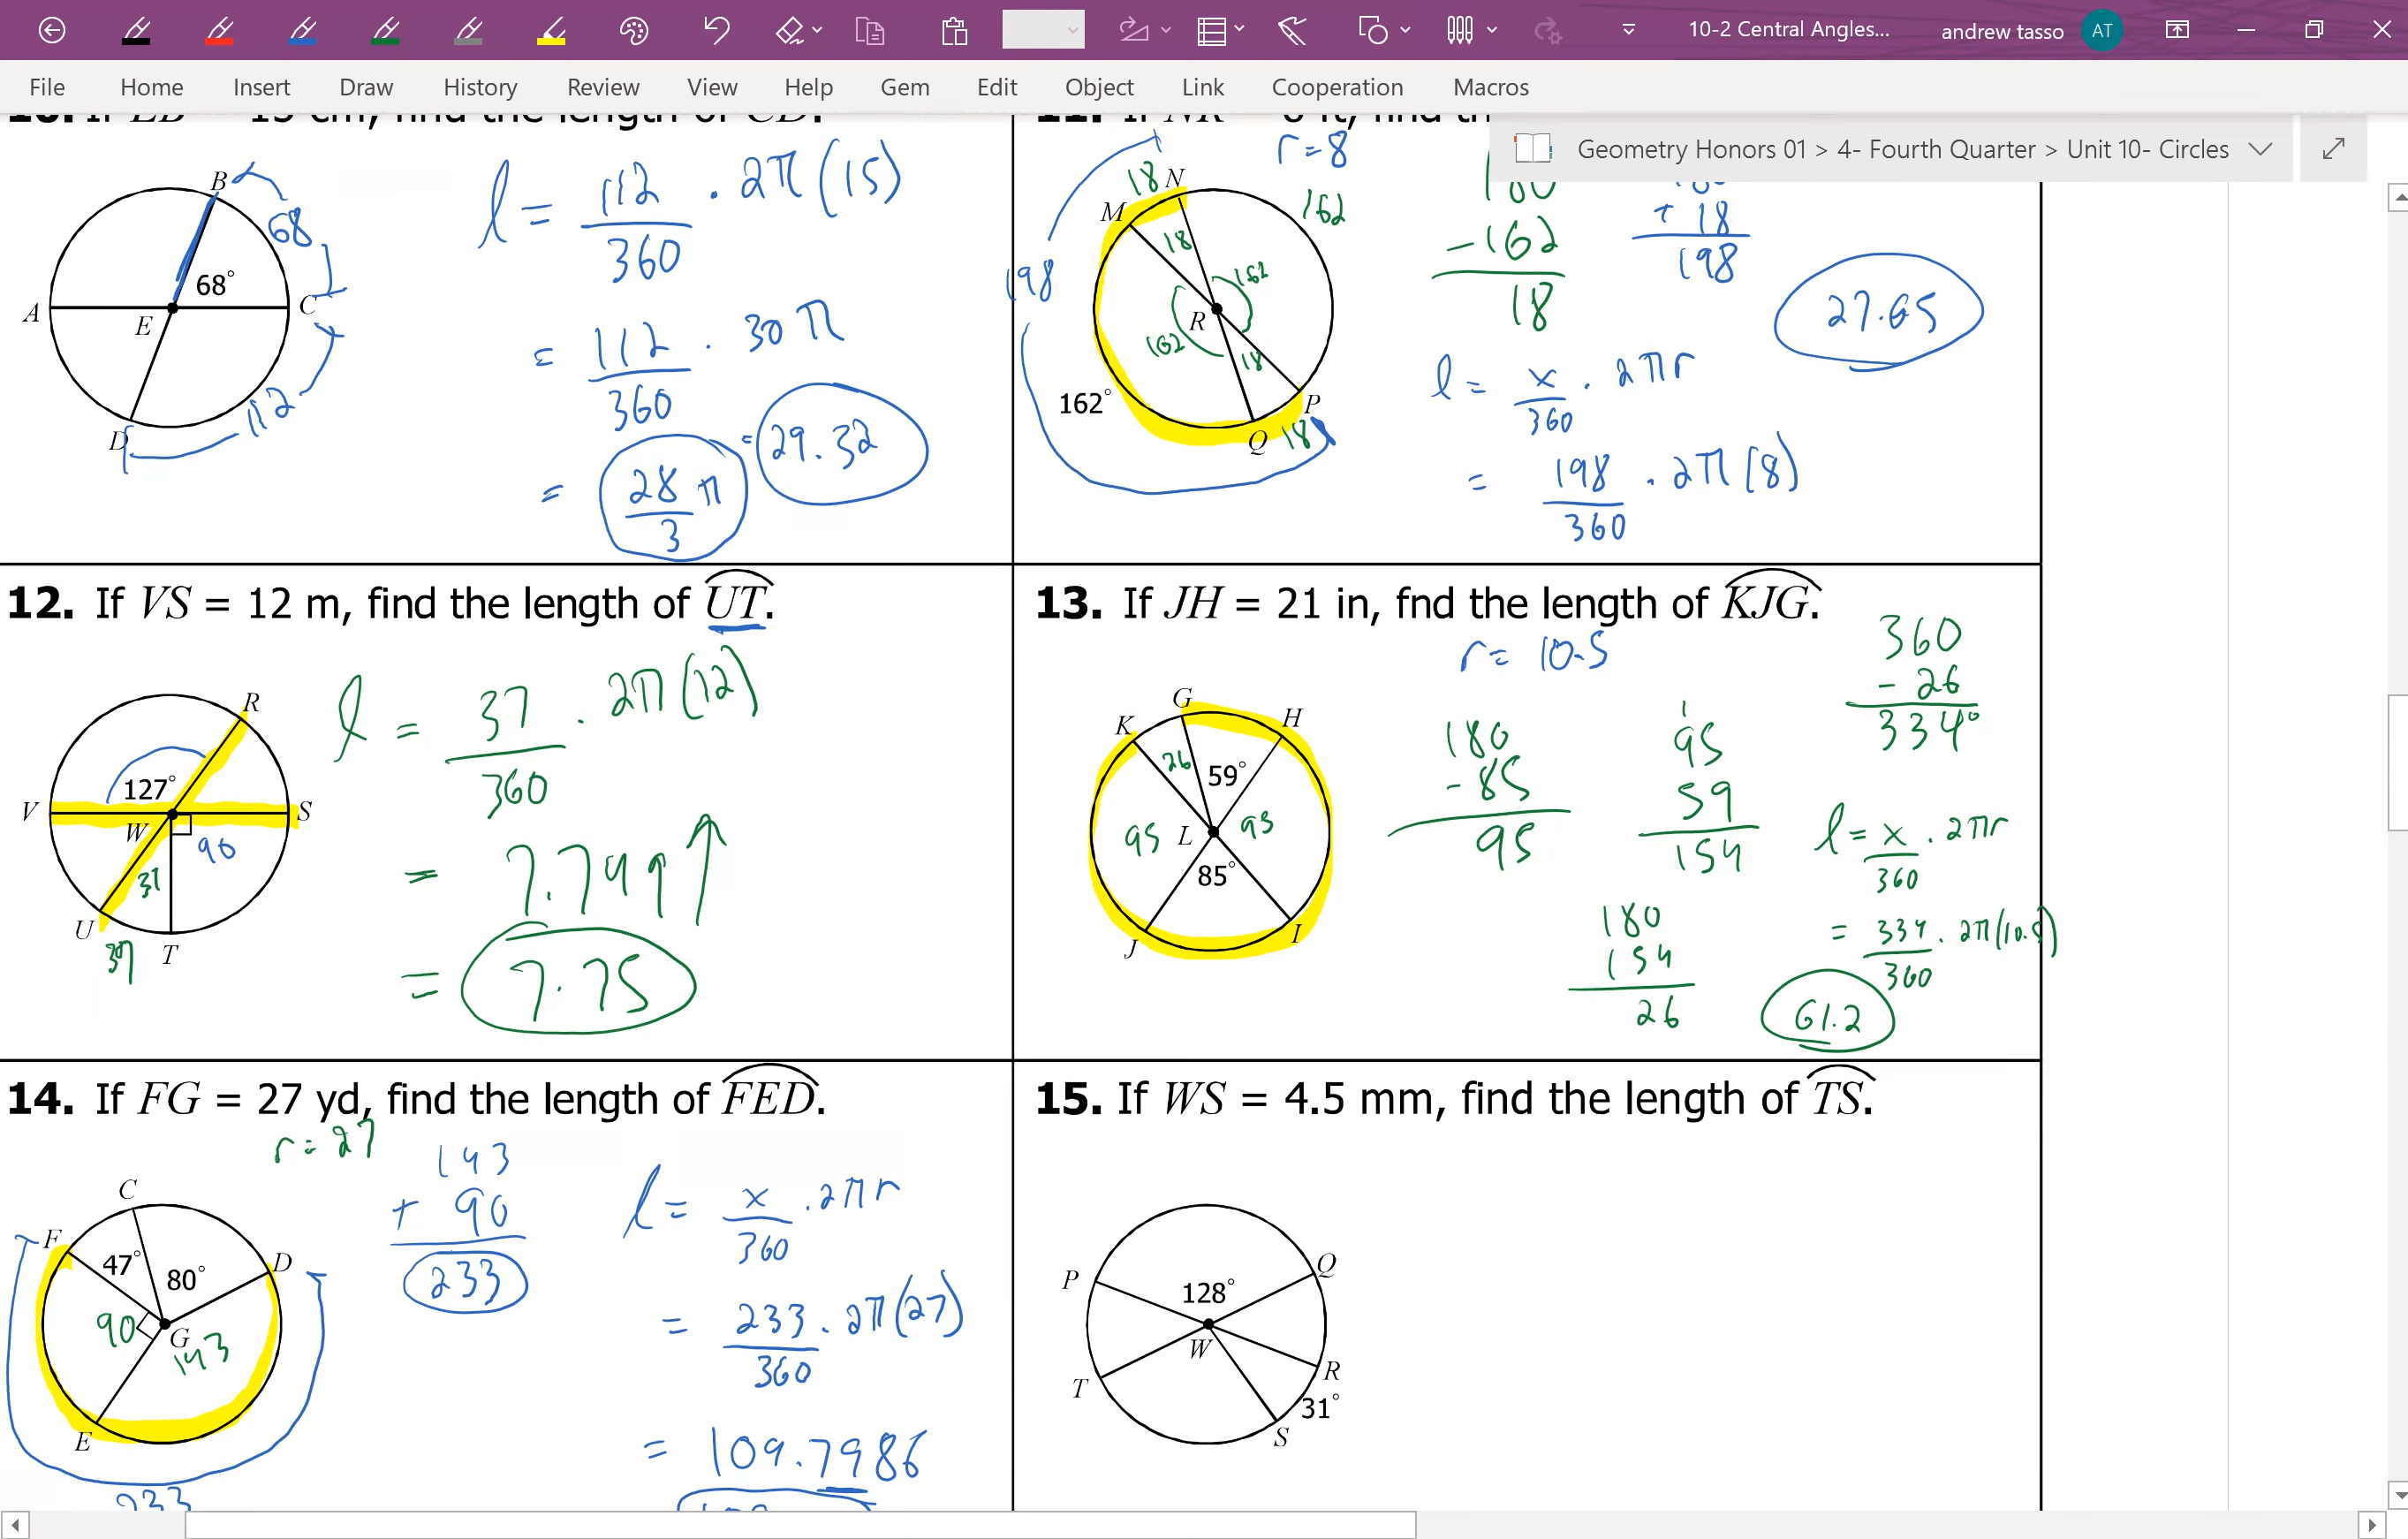 10-2 Central Angles...
andrew tasso
AT
File Home Insert Draw History Review View Help Gem Edit Object Link Cooperation Macros
Geometry Honors 01 > 4- Fourth Quarter > Unit 10- Circles
B
68
68°
A
E
C
D
112
l = 112/360 · 2π(15)
= 112/360 · 30π
= 28/3 π
= 29.32
r=8
18
N
M
162
18
162
198
R
162
18
162°
P
Q
18
- 162
18
+ 18
198
27.65
l = x/360 · 2πr
= 198/360 · 2π(8)
12. If VS = 12 m, find the length of UT.
R
127°
V
S
W
90
37
U
37
T
l = 37/360 · 2π(12)
= 7.749↑
= 7.75
13. If JH = 21 in, fnd the length of KJG.
r= 10.5
G
H
K
26
59°
95
L
95
85°
J
I
180
- 85
95
1
95
59
154
180
154
26
360
- 26
334°
l = x/360 · 2πr
= 334/360 · 2π(10.5)
61.2
14. If FG = 27 yd, find the length of FED.
r= 27
C
F
47°
80°
D
90
G
143
E
233
143
+ 90
233
l = x/360 · 2πr
= 233/360 · 2π(27)
= 109.7986
15. If WS = 4.5 mm, find the length of TS.
P
128°
Q
W
T
R
31°
S